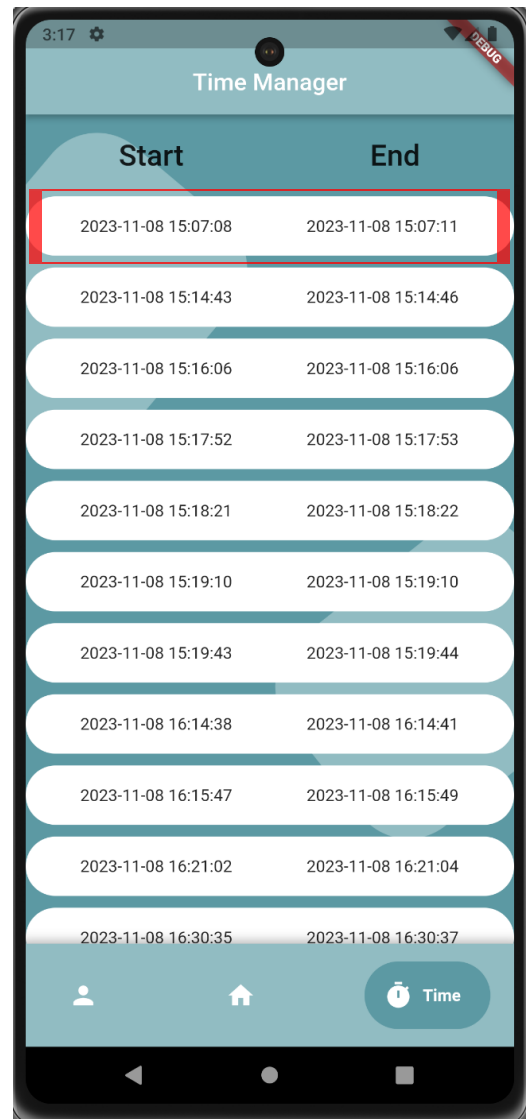 3:17
DEBUG
Time Manager
Start End
2023-11-08 15:07:08 2023-11-08 15:07:11
2023-11-08 15:14:43 2023-11-08 15:14:46
2023-11-08 15:16:06 2023-11-08 15:16:06
2023-11-08 15:17:52 2023-11-08 15:17:53
2023-11-08 15:18:21 2023-11-08 15:18:22
2023-11-08 15:19:10 2023-11-08 15:19:10
2023-11-08 15:19:43 2023-11-08 15:19:44
2023-11-08 16:14:38 2023-11-08 16:14:41
2023-11-08 16:15:47 2023-11-08 16:15:49
2023-11-08 16:21:02 2023-11-08 16:21:04
2023-11-08 16:30:35 2023-11-08 16:30:37
Time